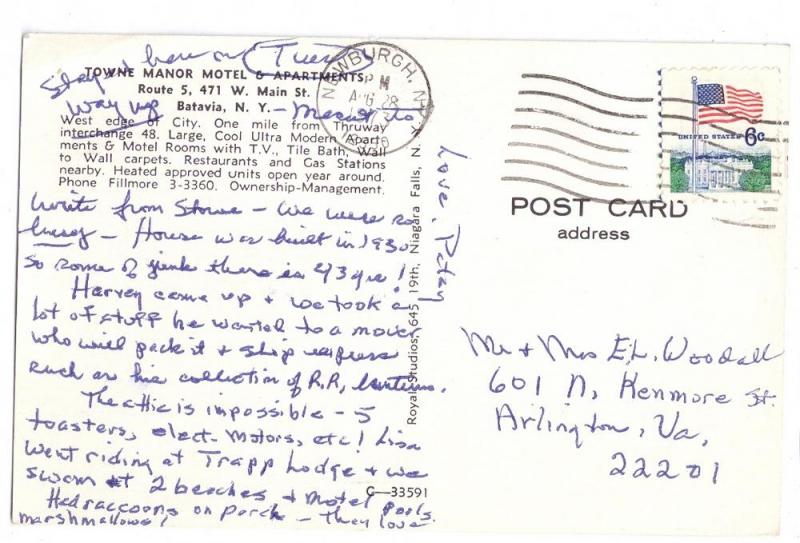 Stay + here on (Tues)
way up - Meant to
TOWNE MANOR MOTEL & APARTMENTS
Route 5, 471 W. Main St.
Batavia, N. Y.
West edge of City. One mile from Thruway
interchange 48. Large, Cool Ultra Modern Apart-
ments & Motel Rooms with T.V., Tile Bath, Wall
to Wall carpets. Restaurants and Gas Stations
nearby. Heated approved units open year around.
Phone Fillmore 3-3360. Ownership-Management.
write from Stowe - We were so
busy - House was built in 1930
so some of junk there is 43 yrs!
Harvey came up + we took a
lot of stuff he wanted to a mover
who will pack it + ship express
such as his collection of R.R. lanterns.
The attic is impossible - 5
toasters, elect. motors, etc! Lisa
went riding at Trapp Lodge + we
swam at 2 beaches + motel pools.
Had raccoons on porch - they love
marshmallows!
Love, Patsy
Royal Studios, 645 19th, Niagara Falls, N. Y.
C-33591
NEWBURGH, N.Y.
PM
AUG 28
UNITED STATES 6c
POST CARD
address
Mr + Mrs E.L. Woodall
601 N. Kenmore St.
Arlington, Va.
22201